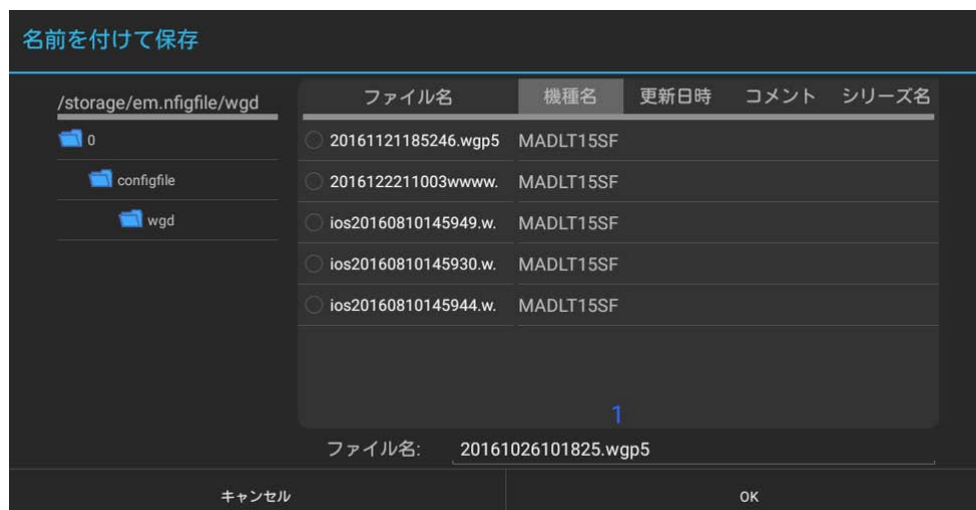 名前を付けて保存
/storage/em.nfigfile/wgd
ファイル名 機種名 更新日時 コメント シリーズ名
0
configfile
wgd
20161121185246.wgp5 MADLT15SF
2016122211003wwww. MADLT15SF
ios20160810145949.w. MADLT15SF
ios20160810145930.w. MADLT15SF
ios20160810145944.w. MADLT15SF
1
ファイル名: 20161026101825.wgp5
キャンセル OK